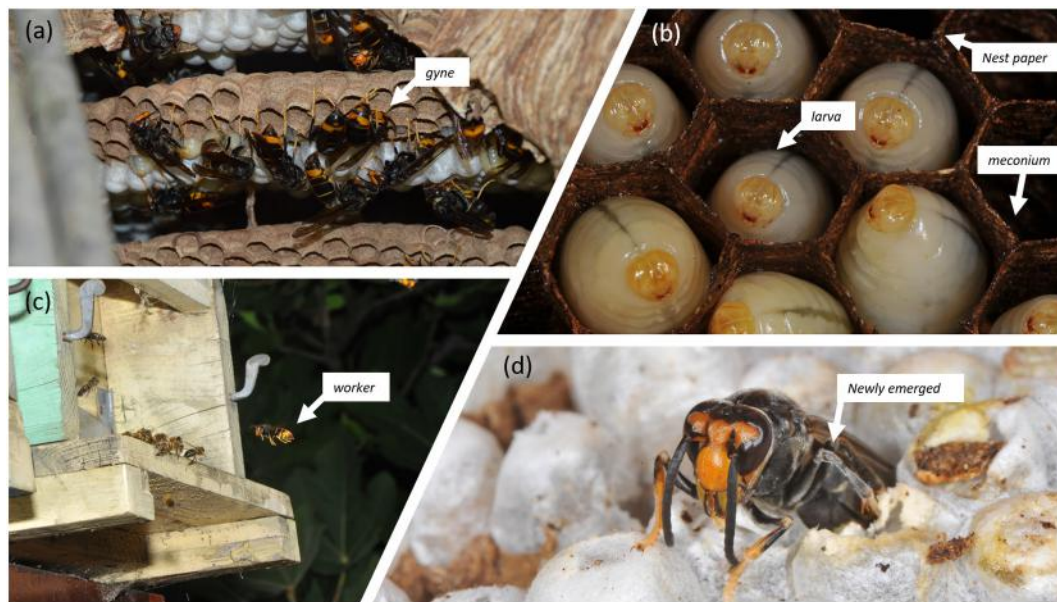 (a)
gyne
(b)
Nest paper
larva
meconium
(c)
worker
(d)
Newly emerged